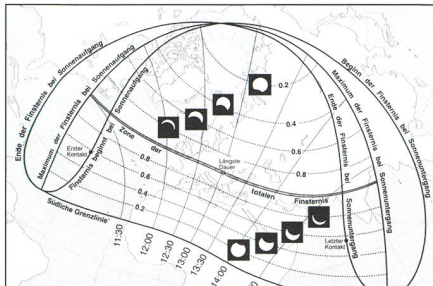 Ende der Finsternis bei Sonnenaufgang
Maximum der Finsternis bei Sonnenaufgang
Finsternis beginnt bei Sonnenaufgang
Beginn der Finsternis bei Sonnenuntergang
Maximum der Finsternis bei Sonnenuntergang
Ende der Finsternis bei Sonnenuntergang
0.2
0.4
0.6
0.8
Erster
Kontakt
Zone der totalen Finsternis
Längste
Dauer
0.8
0.6
0.4
0.2
Südliche Grenzlinie
Letzter
Kontakt
11:30
12:00
12:30
13:00
13:30
14:00